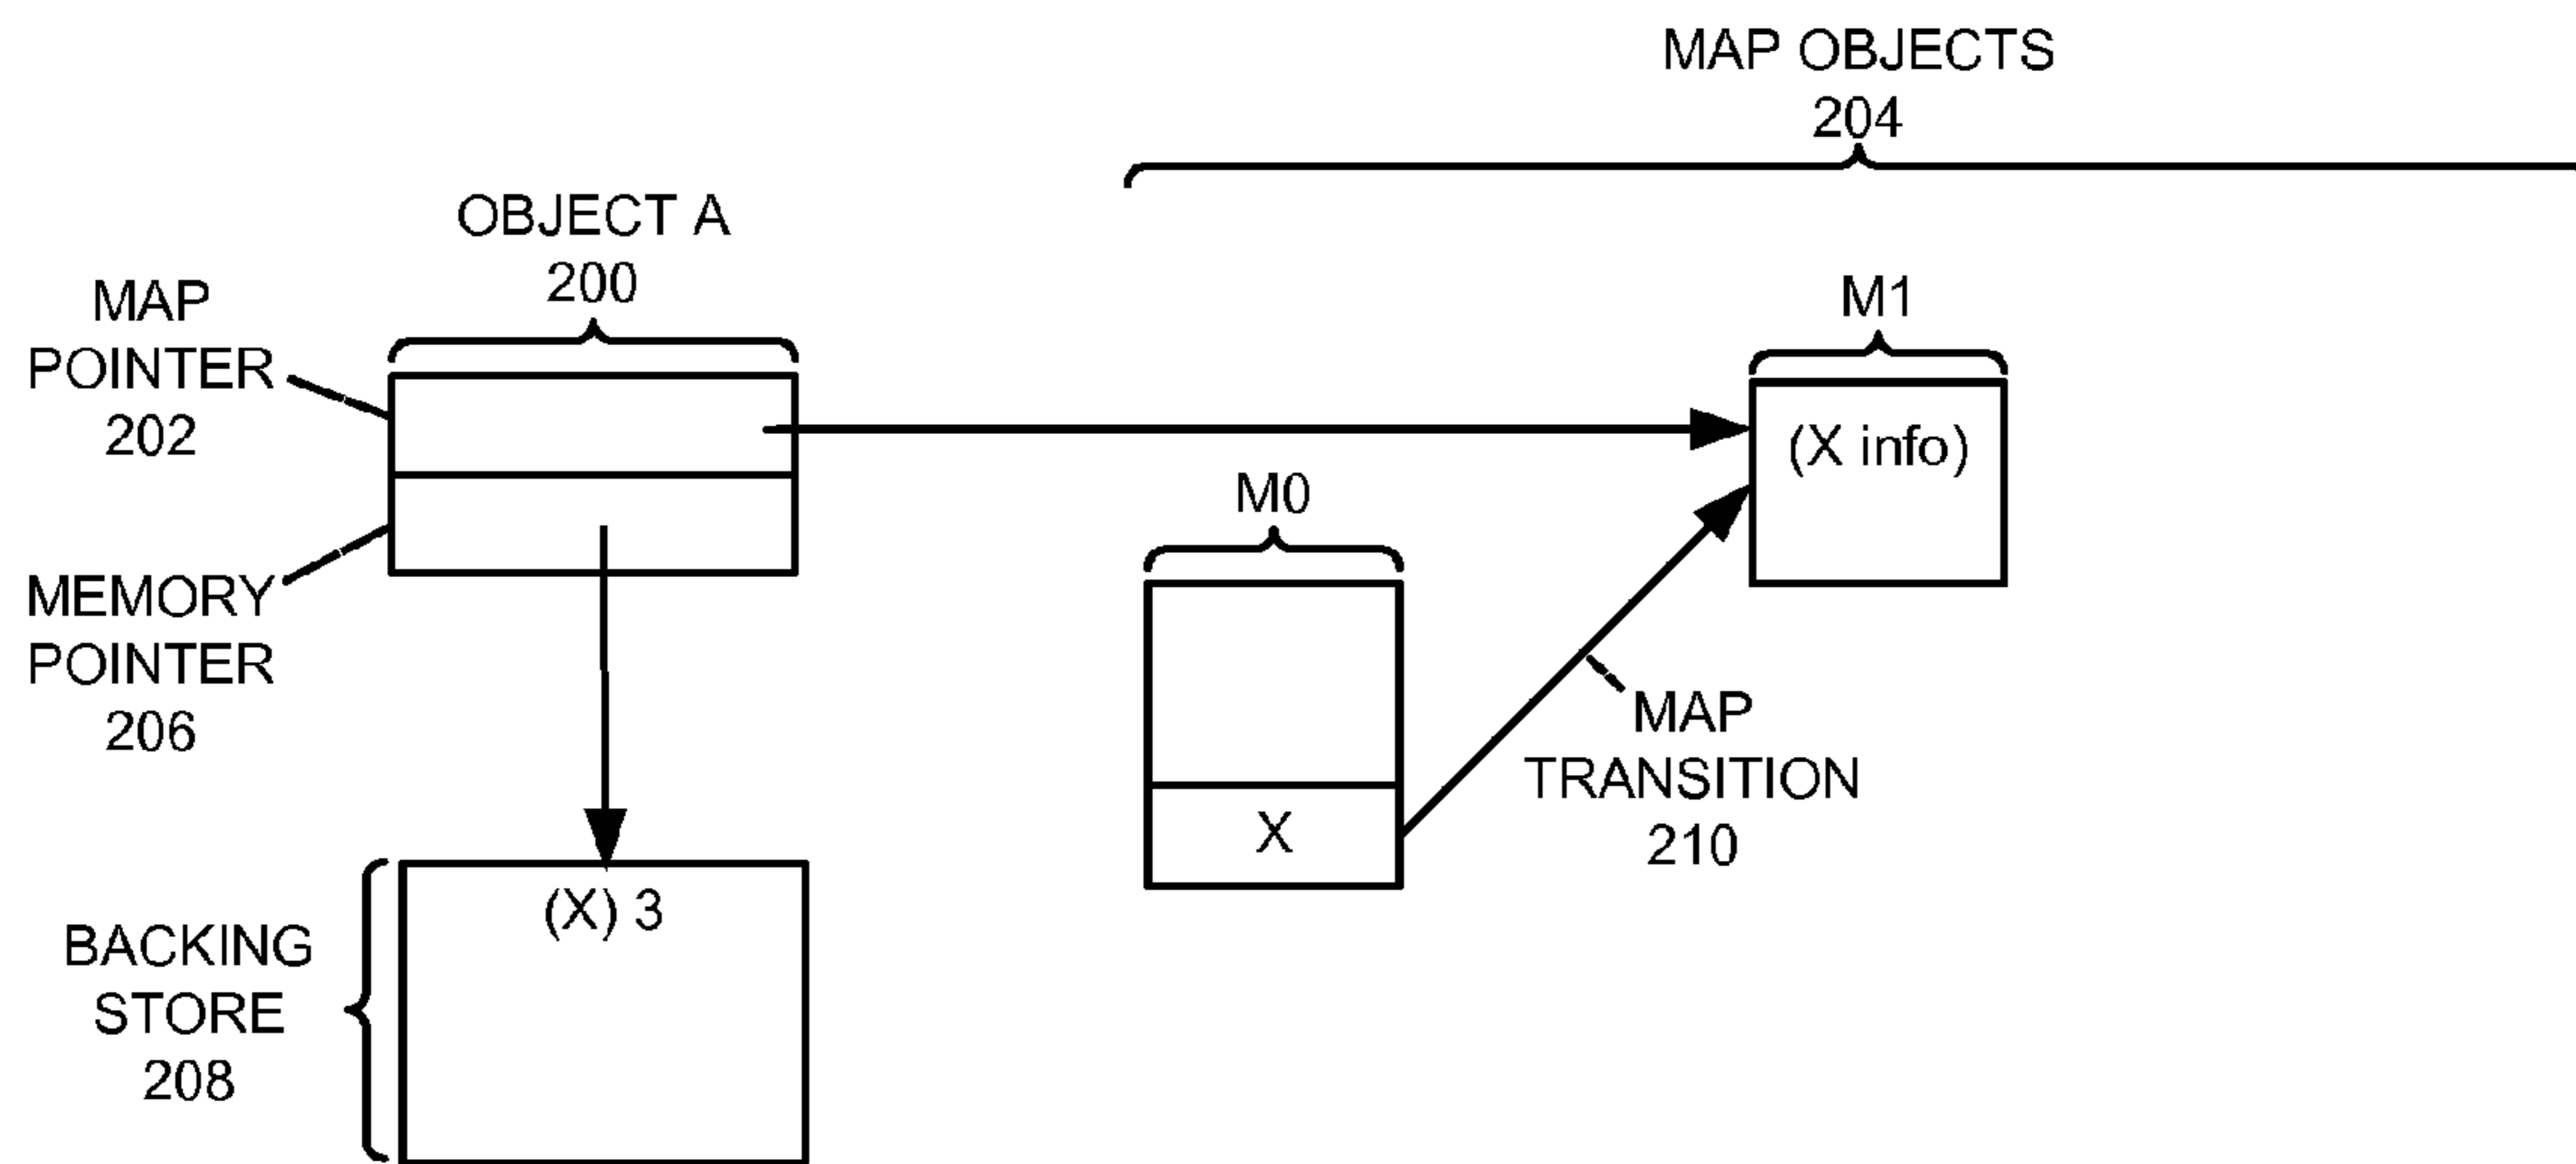 MAP OBJECTS
204
OBJECT A
200
MAP
POINTER
202
M1
(X info)
M0
MEMORY
POINTER
206
MAP
TRANSITION
210
X
(X) 3
BACKING
STORE
208